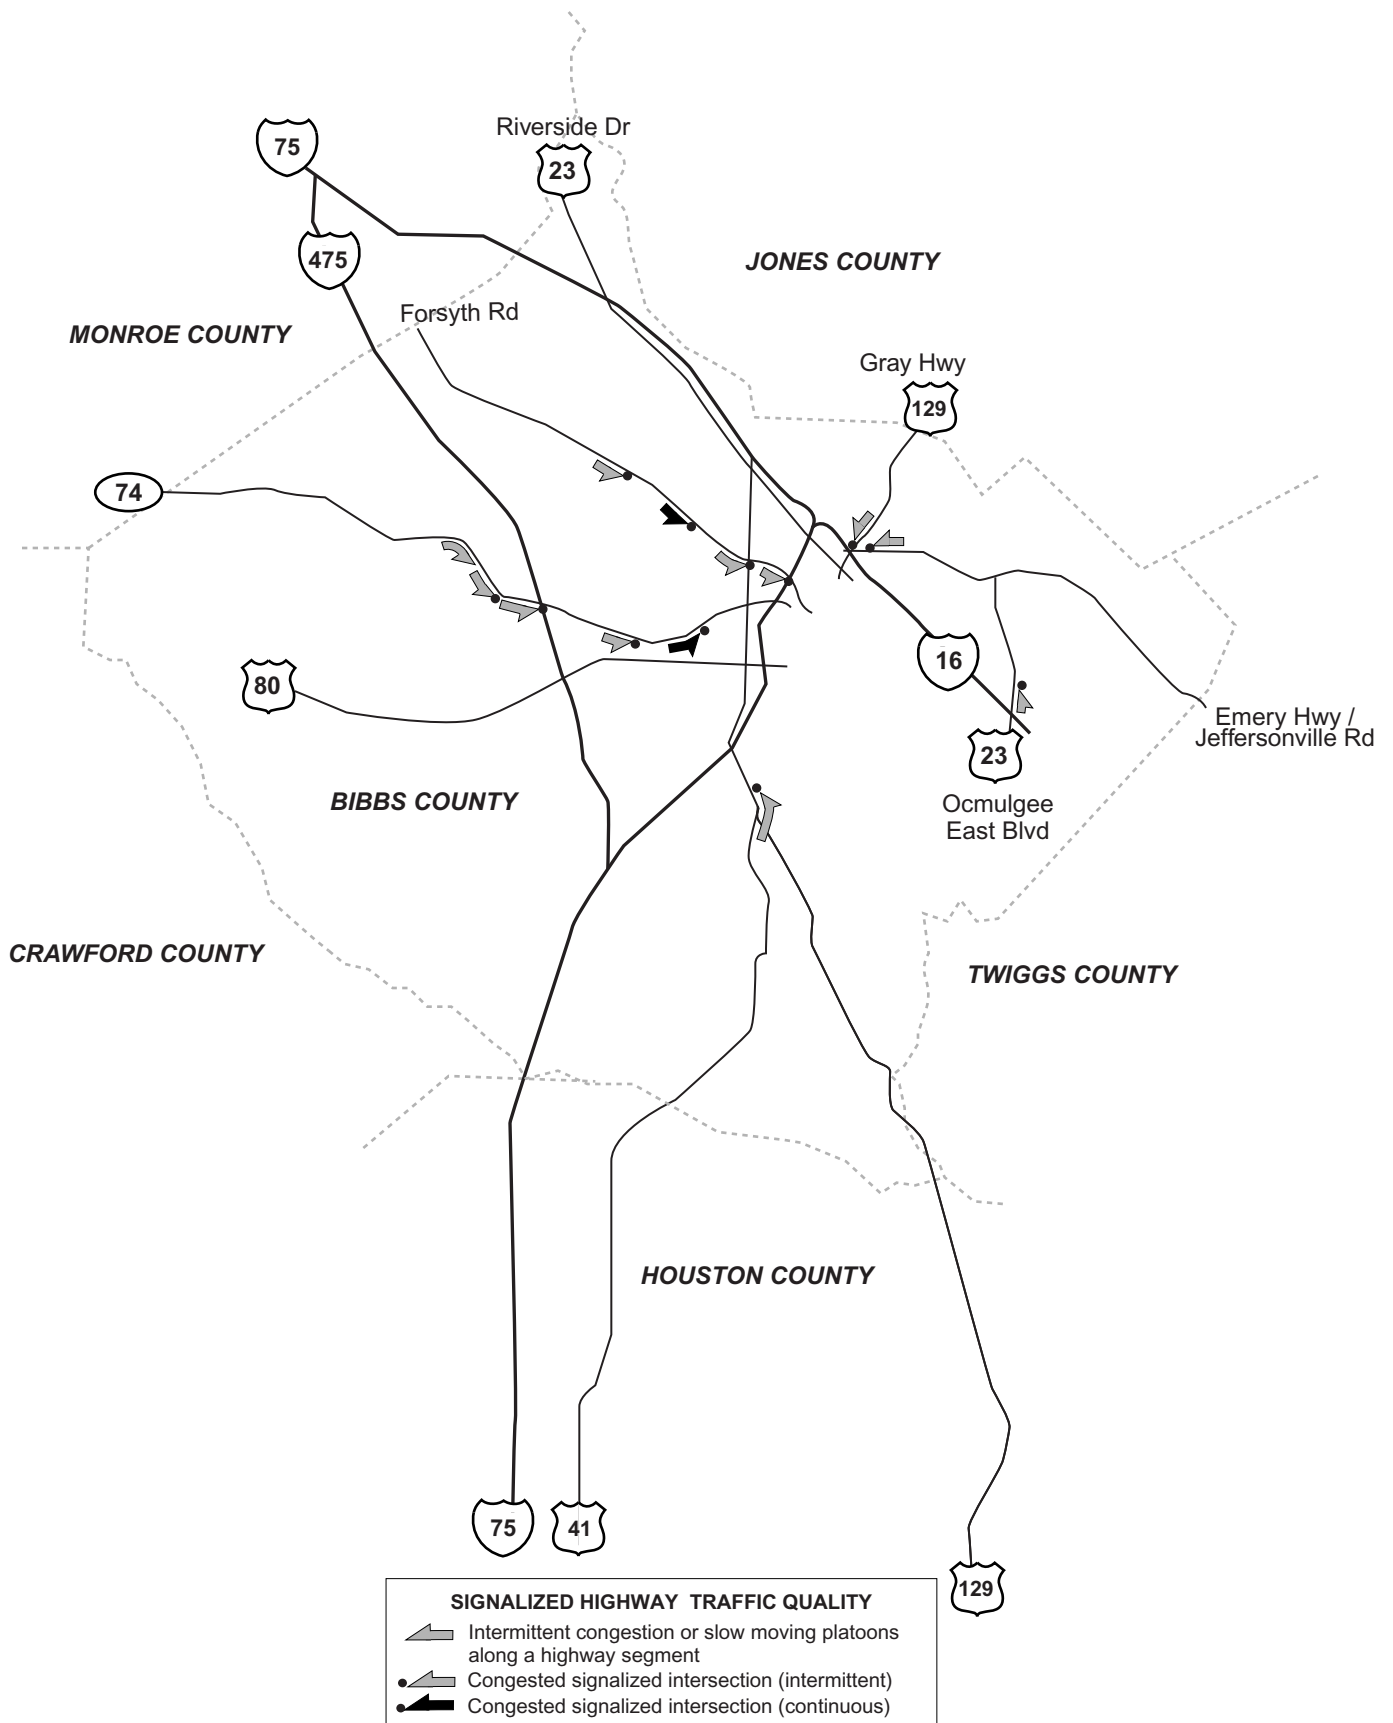 75
Riverside Dr
23
475
JONES COUNTY
Forsyth Rd
MONROE COUNTY
Gray Hwy
129
74
16
80
Emery Hwy /
Jeffersonville Rd
23
BIBBS COUNTY
Ocmulgee
East Blvd
CRAWFORD COUNTY
TWIGGS COUNTY
HOUSTON COUNTY
75
41
129
SIGNALIZED HIGHWAY TRAFFIC QUALITY
Intermittent congestion or slow moving platoons
along a highway segment
Congested signalized intersection (intermittent)
Congested signalized intersection (continuous)